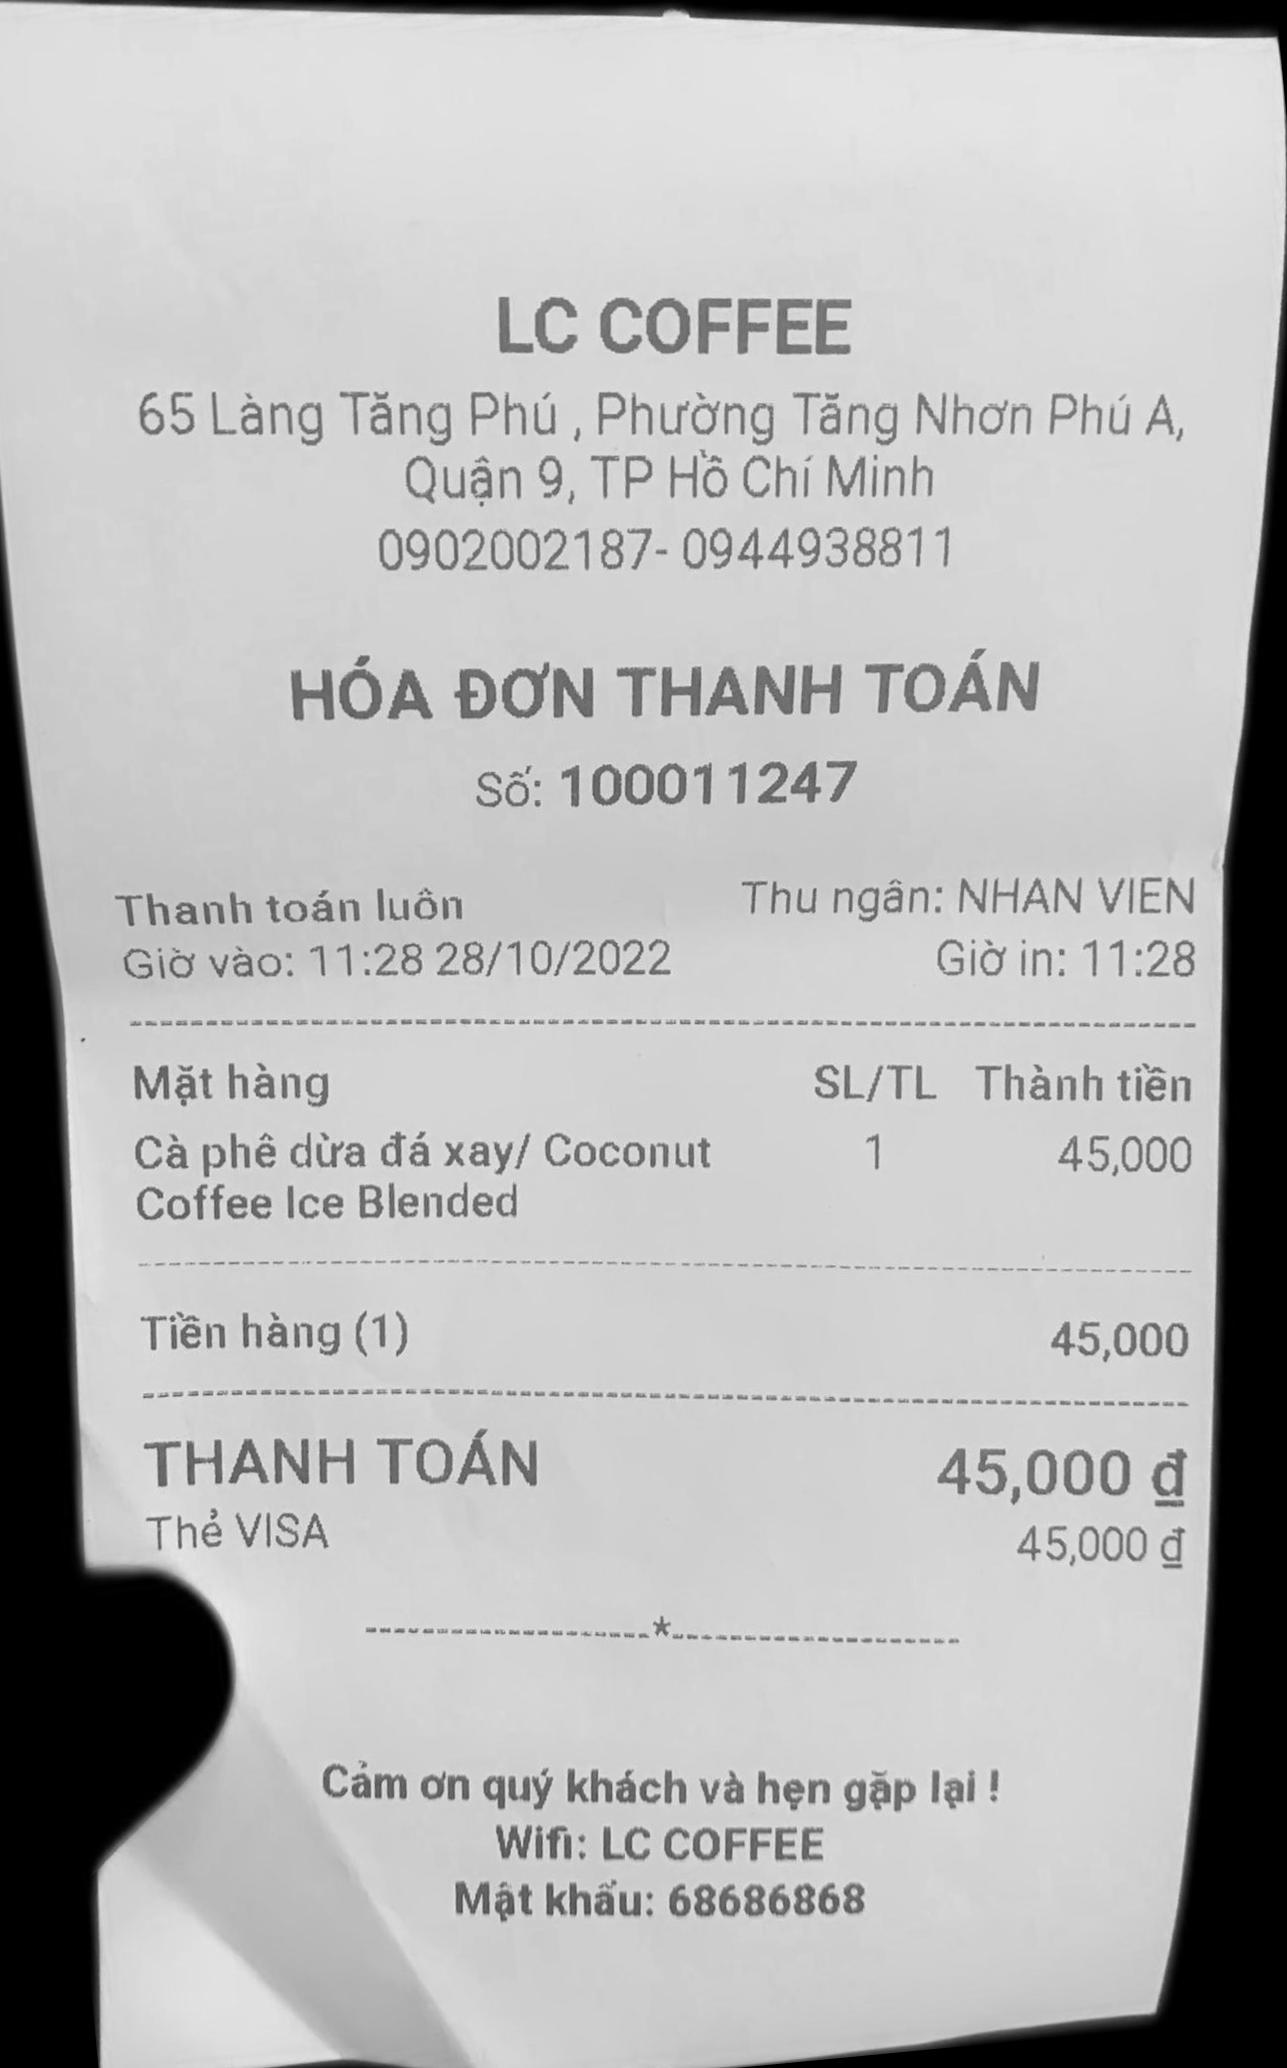 LC COFFEE
65 Làng Tăng Phú , Phường Tăng Nhơn Phú A,
Quận 9, TP Hồ Chí Minh
0902002187- 0944938811
HÓA ĐƠN THANH TOÁN
Số: 100011247
Thanh toán luôn Thu ngân: NHAN VIEN
Giờ vào: 11:28 28/10/2022 Giờ in: 11:28
Mặt hàng SL/TL Thành tiền
Cà phê dừa đá xay/ Coconut 1 45,000
Coffee Ice Blended
Tiền hàng (1) 45,000
THANH TOÁN 45,000 ₫
Thẻ VISA 45,000 ₫
--------------------*--------------------
Cảm ơn quý khách và hẹn gặp lại !
Wifi: LC COFFEE
Mật khẩu: 68686868